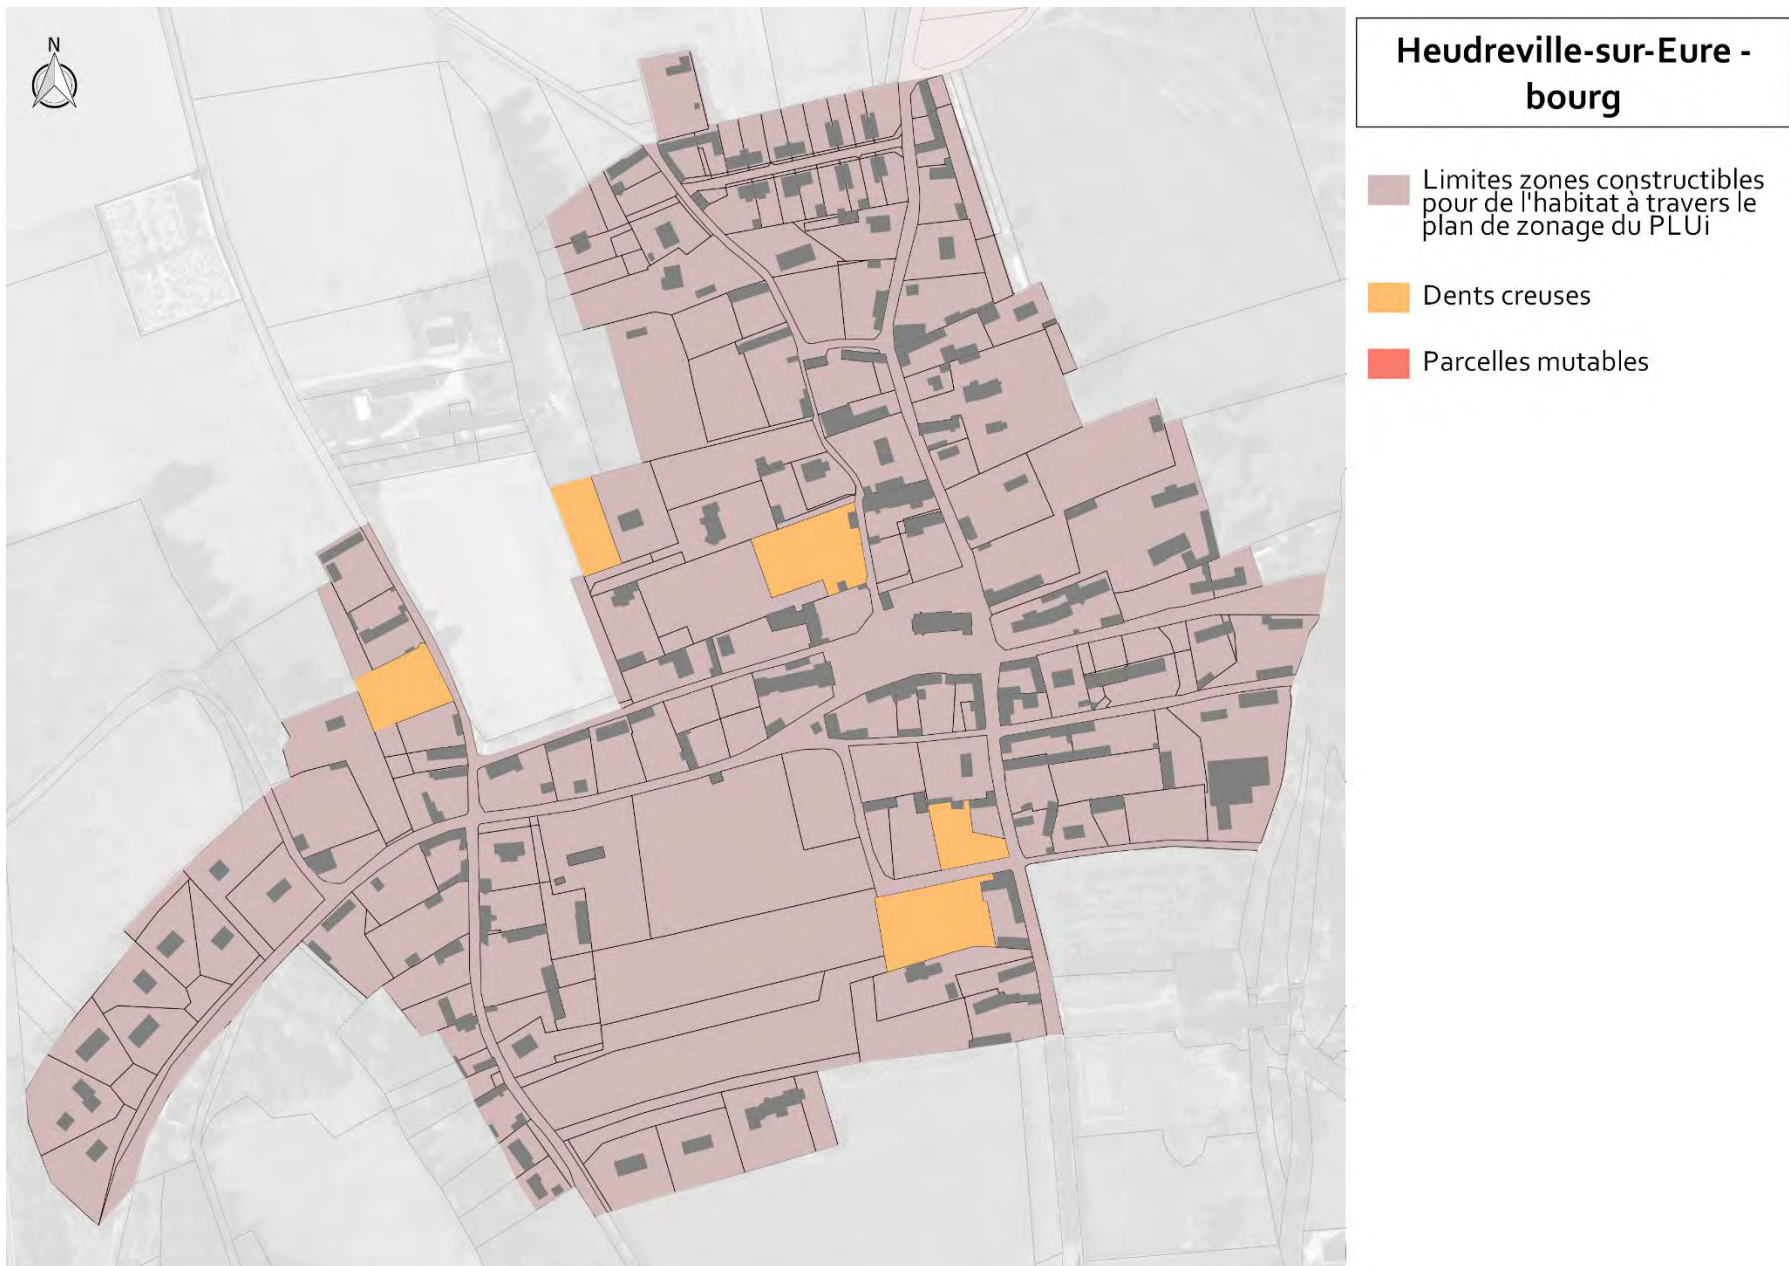 N
Heudreville-sur-Eure -
bourg
Limites zones constructibles
pour de l'habitat à travers le
plan de zonage du PLUi
Dents creuses
Parcelles mutables